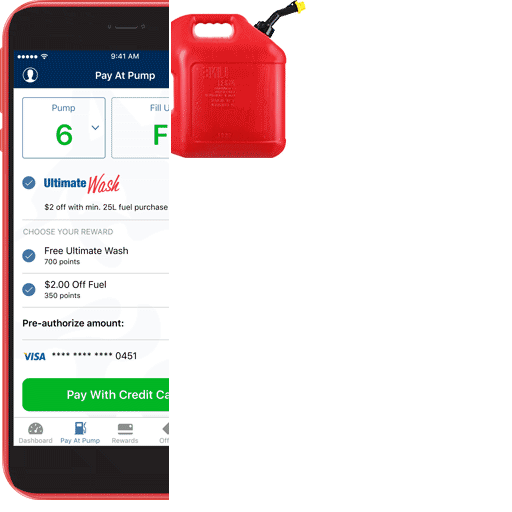 9:41 AM
Pay At Pump
Pump
Fill U
6
F
Ultimate Wash
$2 off with min. 25L fuel purchase
CHOOSE YOUR REWARD
Free Ultimate Wash
700 points
$2.00 Off Fuel
350 points
Pre-authorize amount:
VISA **** **** **** 0451
Pay With Credit Ca
Dashboard
Pay At Pump
Rewards
Off